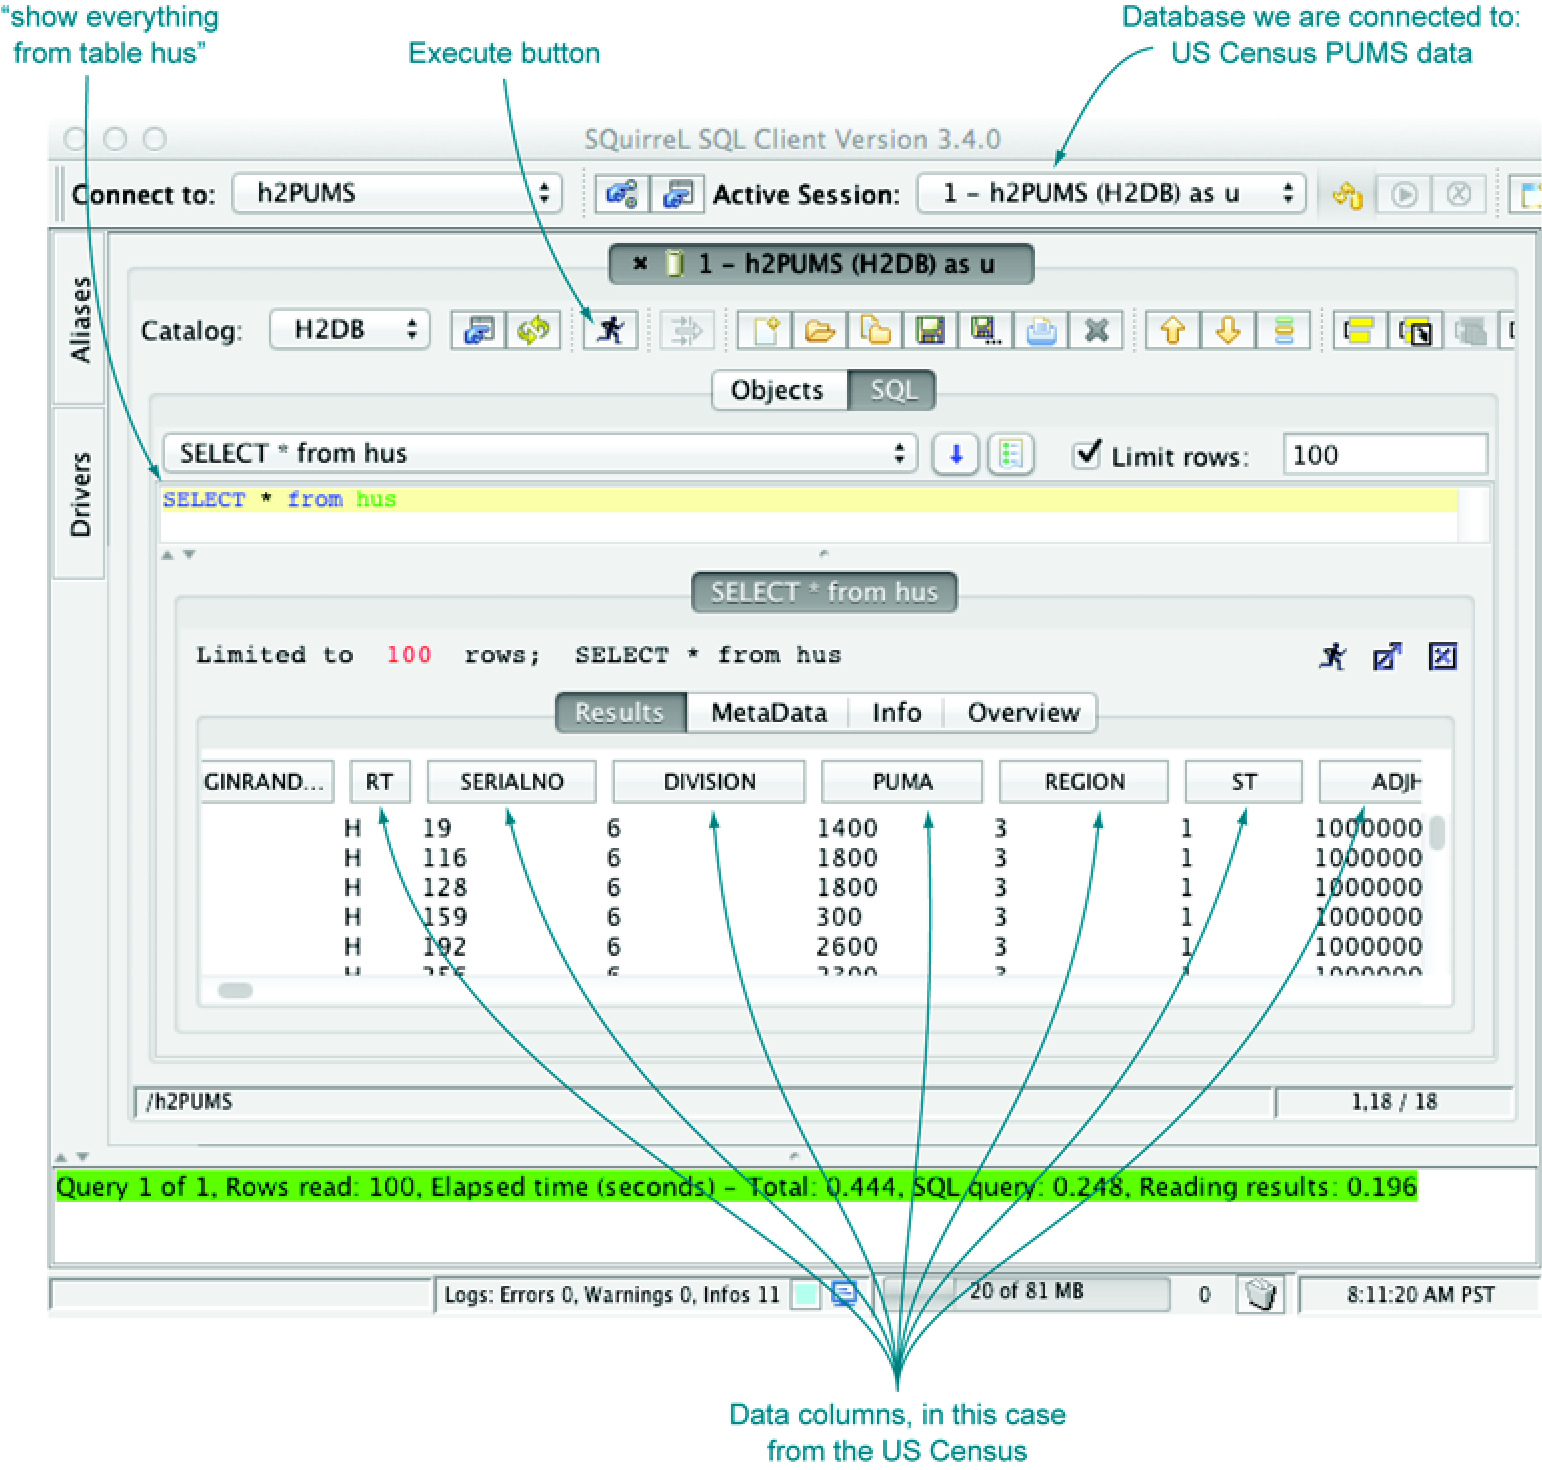 “show everything
from table hus”
Execute button
Database we are connected to:
US Census PUMS data
SQuirreL SQL Client Version 3.4.0
Connect to: h2PUMS Active Session: 1 – h2PUMS (H2DB) as u
1 – h2PUMS (H2DB) as u
Aliases
Drivers
Catalog: H2DB
Objects SQL
SELECT * from hus Limit rows: 100
SELECT * from hus
SELECT * from hus
Limited to 100 rows; SELECT * from hus
Results MetaData Info Overview
GINRAND... RT SERIALNO DIVISION PUMA REGION ST ADJH
H 19 6 1400 3 1 1000000
H 116 6 1800 3 1 1000000
H 128 6 1800 3 1 1000000
H 159 6 300 3 1 1000000
H 192 6 2600 3 1 1000000
H 6 3 1000000
/h2PUMS 1,18 / 18
Query 1 of 1, Rows read: 100, Elapsed time (seconds) – Total: 0.444, SQL query: 0.248, Reading results: 0.196
Logs: Errors 0, Warnings 0, Infos 11 20 of 81 MB 0 8:11:20 AM PST
Data columns, in this case
from the US Census